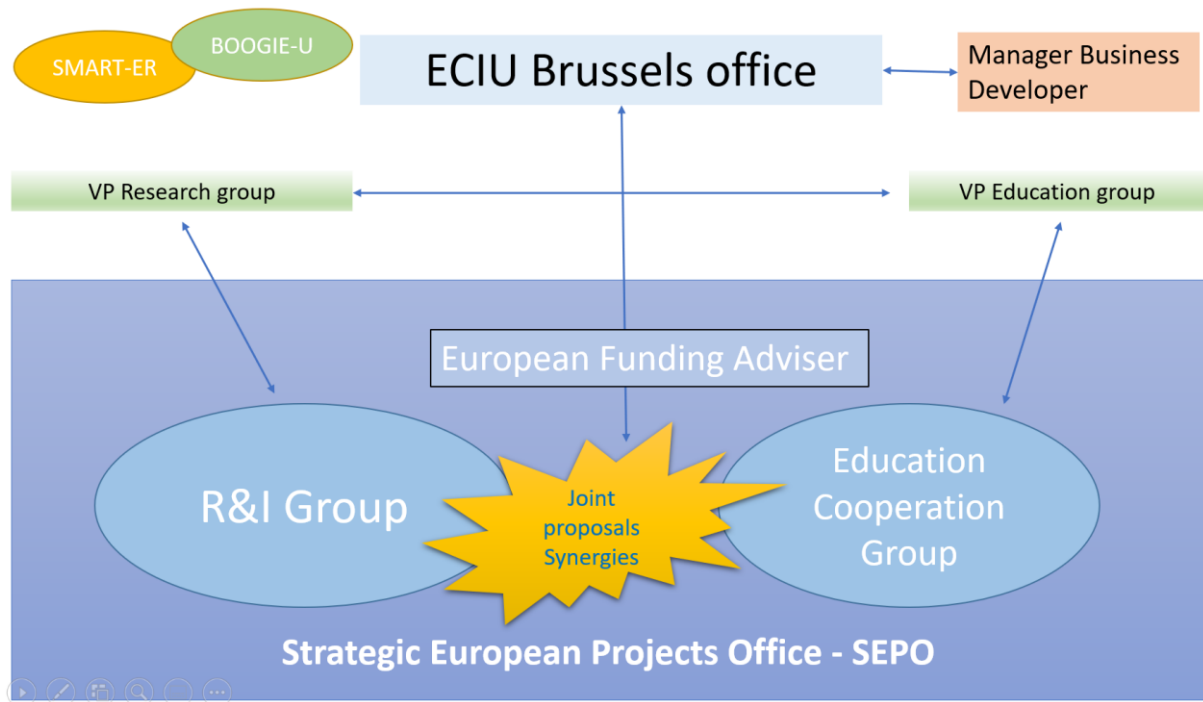 BOOGIE-U
SMART-ER
ECIU Brussels office
Manager Business
Developer
VP Research group
VP Education group
European Funding Adviser
R&I Group
Joint
proposals
Synergies
Education
Cooperation
Group
Strategic European Projects Office - SEPO